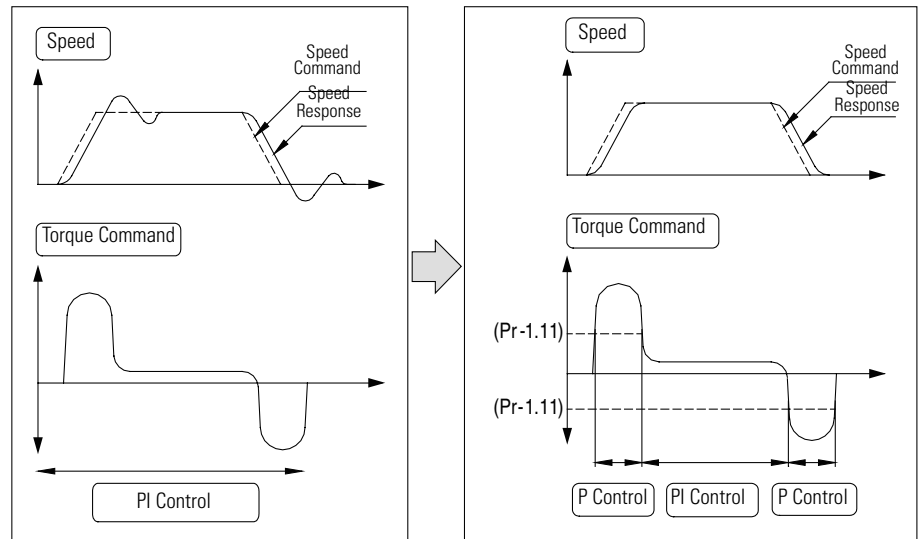 Speed
Speed
Command
Speed
Response
Torque Command
PI Control
Speed
Speed
Command
Speed
Response
Torque Command
(Pr-1.11)
(Pr-1.11)
P Control
PI Control
P Control